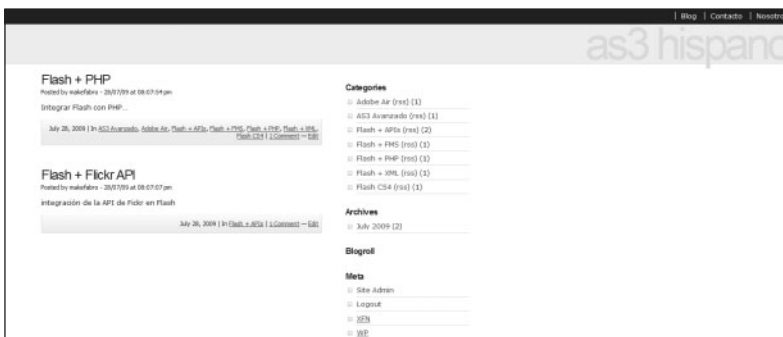 | Blog | Contacto | Nosotro
as3 hispano
Flash + PHP
Posted by makefabro - 28/07/09 at 08:07:54 pm
Integrar Flash con PHP...
July 28, 2009 | In AS3 Avanzado, Adobe Air, Flash + APIs, Flash + FMS, Flash + PHP, Flash + XML,
Flash CS4 | 1 Comment — Edit
Flash + Flickr API
Posted by makefabro - 28/07/09 at 08:07:07 pm
integración de la API de Fickr en Flash
July 28, 2009 | In Flash + APIs | 1 Comment — Edit
Categories
Adobe Air (rss) (1)
AS3 Avanzado (rss) (1)
Flash + APIs (rss) (2)
Flash + FMS (rss) (1)
Flash + PHP (rss) (1)
Flash + XML (rss) (1)
Flash CS4 (rss) (1)
Archives
July 2009 (2)
Blogroll
Meta
Site Admin
Logout
XFN
WP